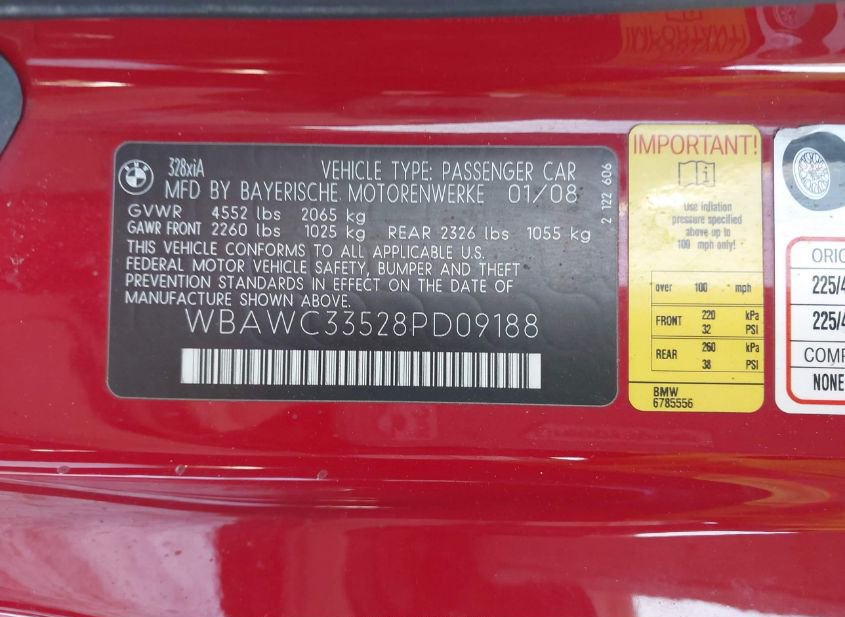 BMW
328xiA
VEHICLE TYPE: PASSENGER CAR
MFD BY BAYERISCHE MOTORENWERKE 01/08
GVWR 4552 lbs 2065 kg
GAWR FRONT 2260 lbs 1025 kg REAR 2326 lbs 1055 kg
THIS VEHICLE CONFORMS TO ALL APPLICABLE U.S.
FEDERAL MOTOR VEHICLE SAFETY, BUMPER AND THEFT
PREVENTION STANDARDS IN EFFECT ON THE DATE OF
MANUFACTURE SHOWN ABOVE.
WBAWC33528PD09188
2 122 606
IMPORTANT!
Use inflation
pressure specified
above up to
100 mph only!
over 100 mph
FRONT 220 kPa
32 PSI
REAR 260 kPa
38 PSI
BMW
6785556
ORIG
225/4
225/4
COMP
NONE